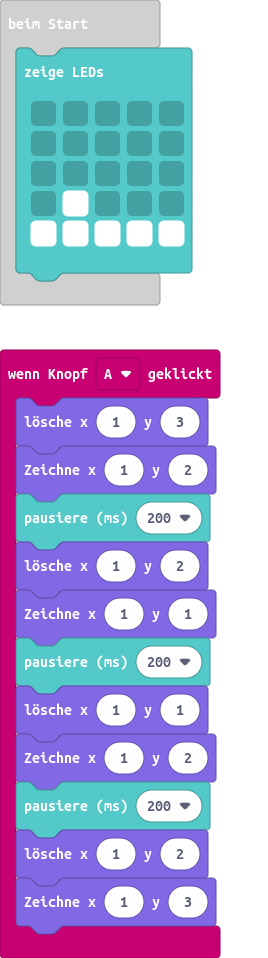 beim Start
zeige LEDs
wenn Knopf A geklickt
lösche x 1 y 3
Zeichne x 1 y 2
pausiere (ms) 200
lösche x 1 y 2
Zeichne x 1 y 1
pausiere (ms) 200
lösche x 1 y 1
Zeichne x 1 y 2
pausiere (ms) 200
lösche x 1 y 2
Zeichne x 1 y 3